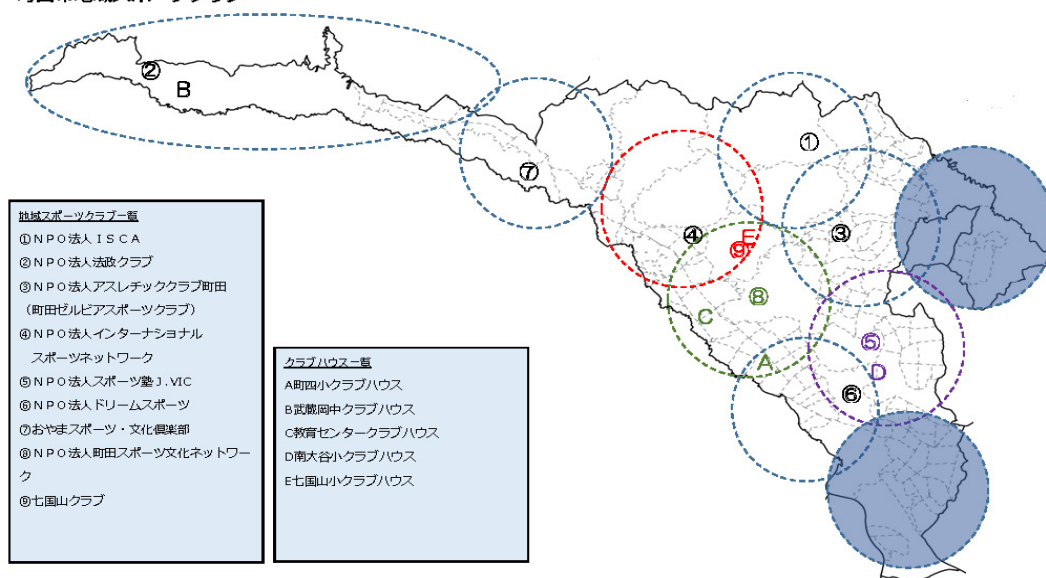 ②
B
①
⑦
④
E
⑨
③
⑧
C
⑤
A
D
⑥
地域スポーツクラブ一覧
①NPO法人ISCA
②NPO法人法政クラブ
③NPO法人アスレチッククラブ町田
(町田ゼルビアスポーツクラブ)
④NPO法人インターナショナル
スポーツネットワーク
⑤NPO法人スポーツ塾J.VIC
⑥NPO法人ドリームスポーツ
⑦おやまスポーツ・文化倶楽部
⑧NPO法人町田スポーツ文化ネットワー
ク
⑨七国山クラブ
クラブハウス一覧
A町四小クラブハウス
B武蔵岡中クラブハウス
C教育センタークラブハウス
D南大谷小クラブハウス
E七国山小クラブハウス